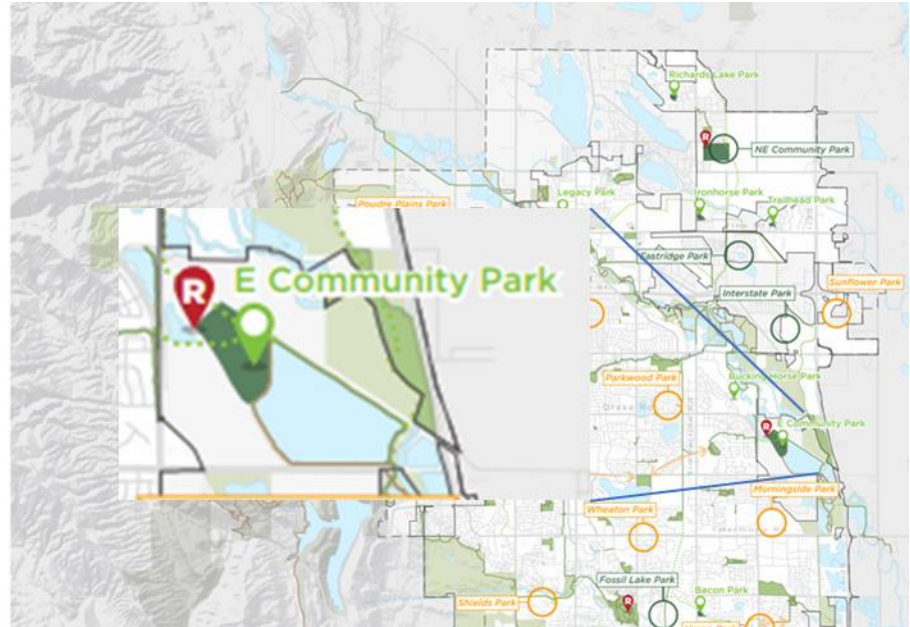 Richards Lake Park
R
NE Community Park
Legacy Park
Ironhorse Park
Poudre Plains Park
Trailhead Park
R
E Community Park
Eastridge Park
Interstate Park
Sunflower Park
Parkwood Park
Bucking Horse Park
R
E Community Park
Morningside Park
Wheaton Park
Fossil Lake Park
R
Bacon Park
Shields Park